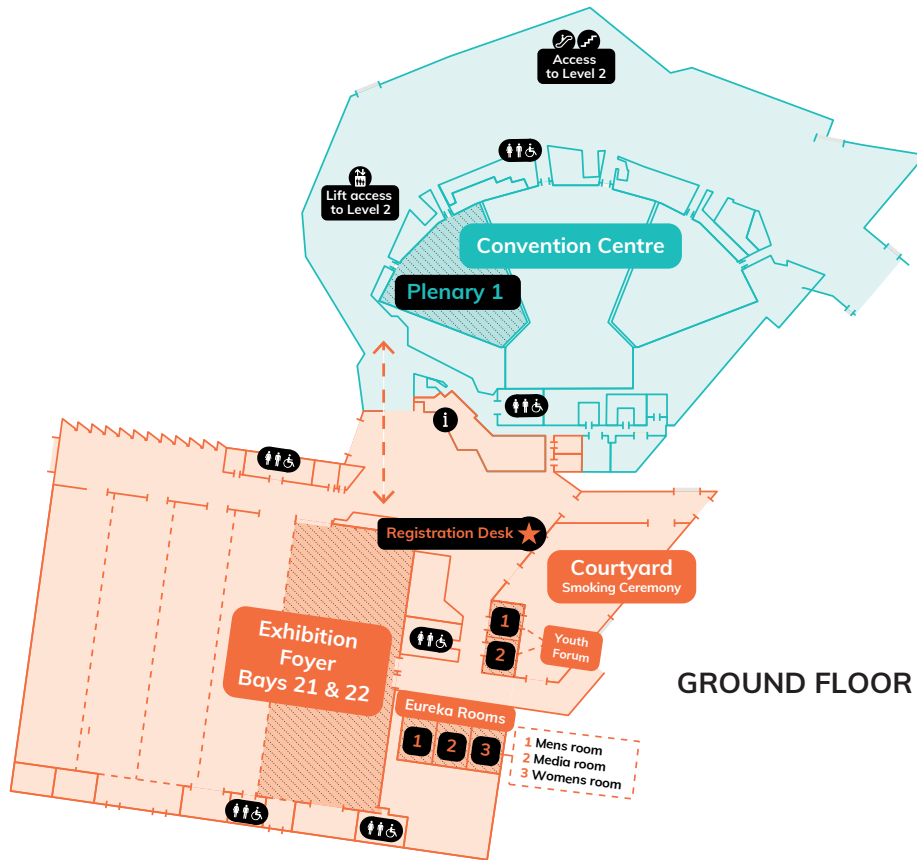 Access
to Level 2
Lift access
to Level 2
Convention Centre
Plenary 1
i
Registration Desk
Courtyard
Smoking Ceremony
1
2
Youth
Forum
Exhibition
Foyer
Bays 21 & 22
GROUND FLOOR
Eureka Rooms
1 2 3
1 Mens room
2 Media room
3 Womens room